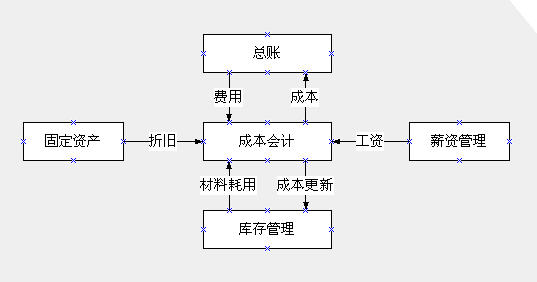 总账
费用
成本
固定资产
折旧
成本会计
工资
薪资管理
材料耗用
成本更新
库存管理